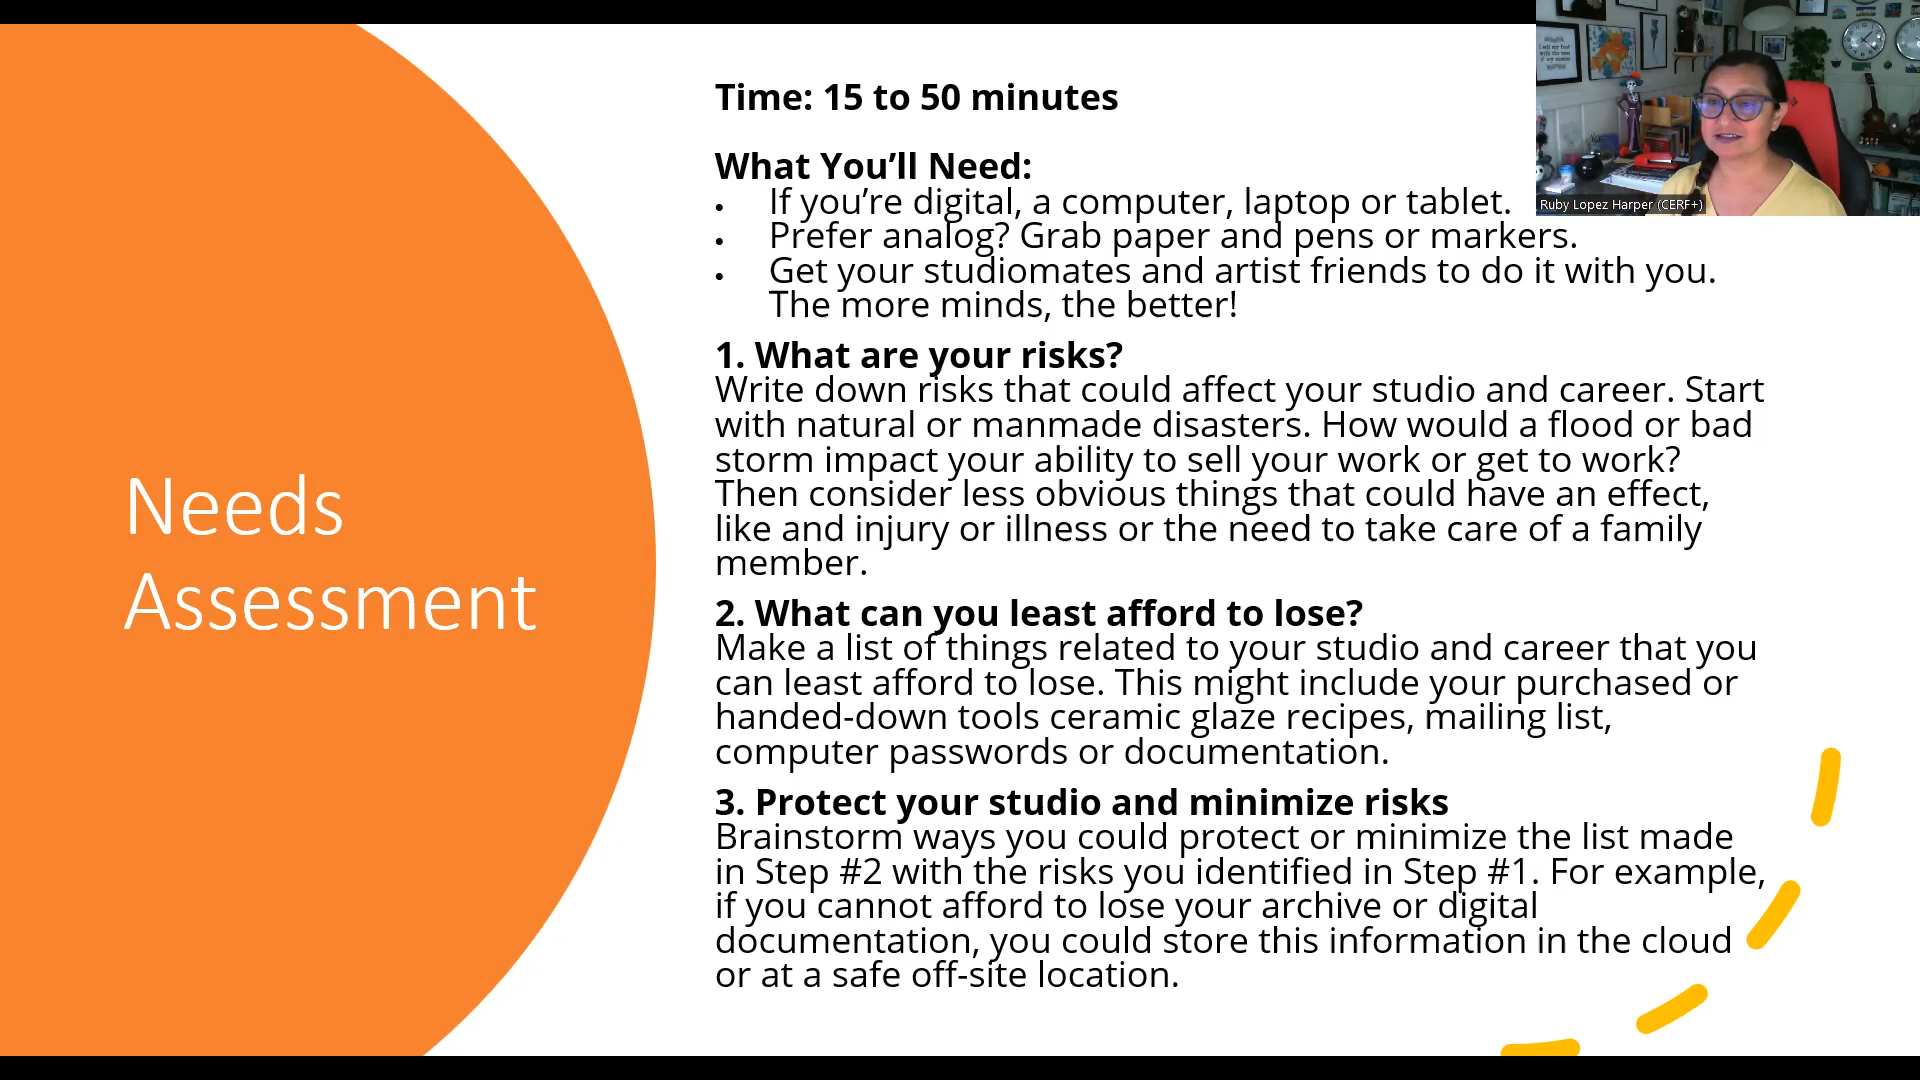 Needs
Assessment
Time: 15 to 50 minutes
What You’ll Need:
• If you’re digital, a computer, laptop or tablet.
• Prefer analog? Grab paper and pens or markers.
• Get your studiomates and artist friends to do it with you.
The more minds, the better!
1. What are your risks?
Write down risks that could affect your studio and career. Start
with natural or manmade disasters. How would a flood or bad
storm impact your ability to sell your work or get to work?
Then consider less obvious things that could have an effect,
like and injury or illness or the need to take care of a family
member.
2. What can you least afford to lose?
Make a list of things related to your studio and career that you
can least afford to lose. This might include your purchased or
handed-down tools ceramic glaze recipes, mailing list,
computer passwords or documentation.
3. Protect your studio and minimize risks
Brainstorm ways you could protect or minimize the list made
in Step #2 with the risks you identified in Step #1. For example,
if you cannot afford to lose your archive or digital
documentation, you could store this information in the cloud
or at a safe off-site location.
Ruby Lopez Harper (CERF+)